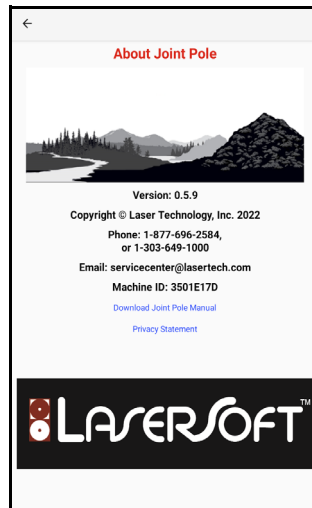 About Joint Pole
Version: 0.5.9
Copyright © Laser Technology, Inc. 2022
Phone: 1-877-696-2584,
or 1-303-649-1000
Email: servicecenter@lasertech.com
Machine ID: 3501E17D
Download Joint Pole Manual
Privacy Statement
LASERSOFT™